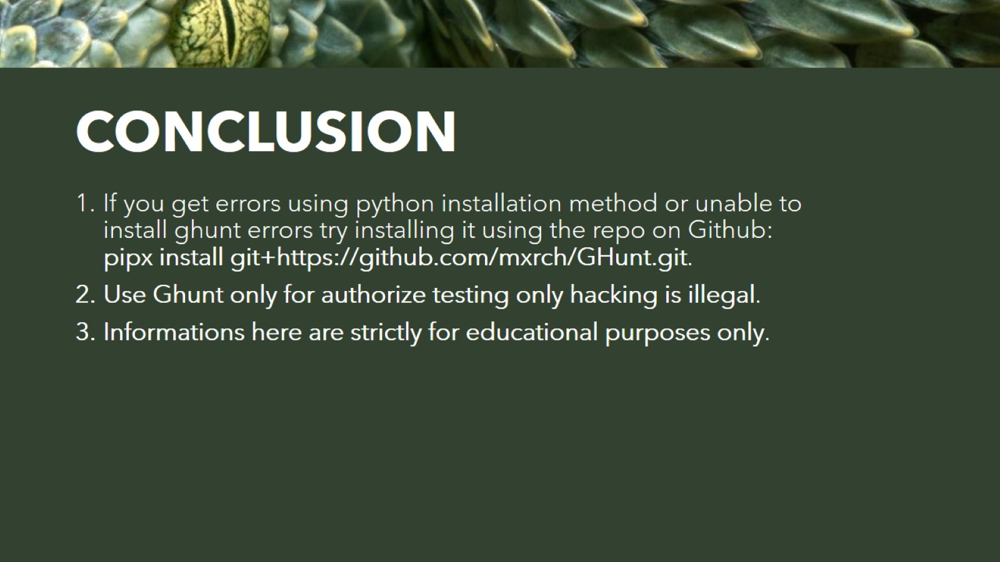 CONCLUSION
1. If you get errors using python installation method or unable to
install ghunt errors try installing it using the repo on Github:
pipx install git+https://github.com/mxrch/GHunt.git.
2. Use Ghunt only for authorize testing only hacking is illegal.
3. Informations here are strictly for educational purposes only.